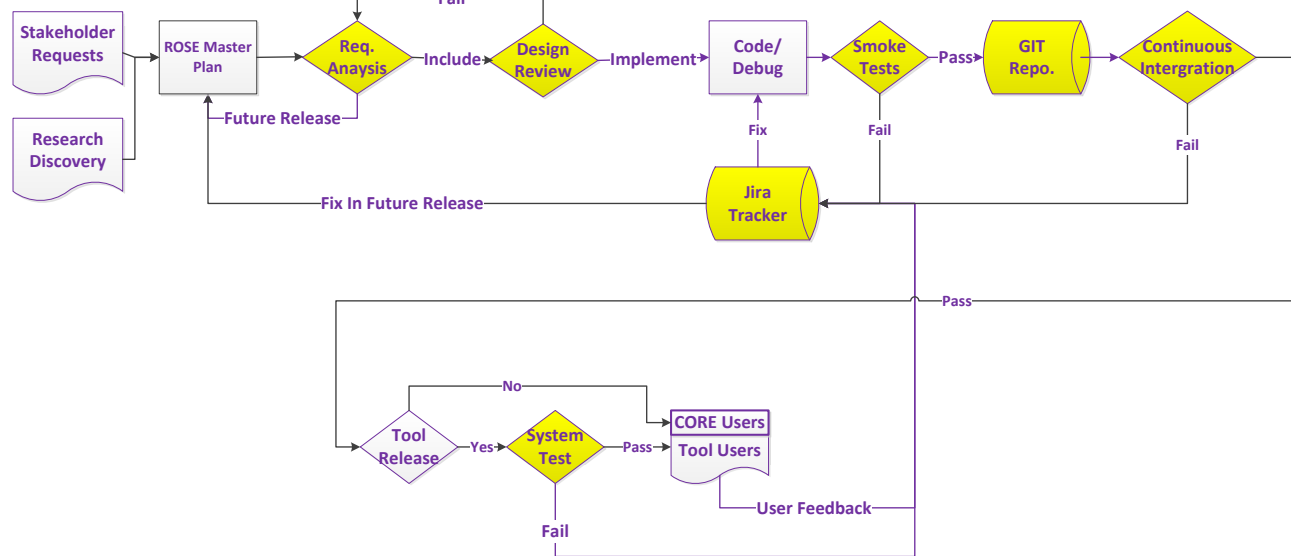 Fail
Stakeholder
Requests
ROSE Master
Plan
Req.
Anaysis
Include
Design
Review
Implement
Code/
Debug
Smoke
Tests
Pass
GIT
Repo.
Continuous
Intergration
Future Release
Research
Discovery
Fix
Fail
Fail
Fix In Future Release
Jira
Tracker
Pass
No
CORE Users
Tool
Release
Yes
System
Test
Pass
Tool Users
User Feedback
Fail